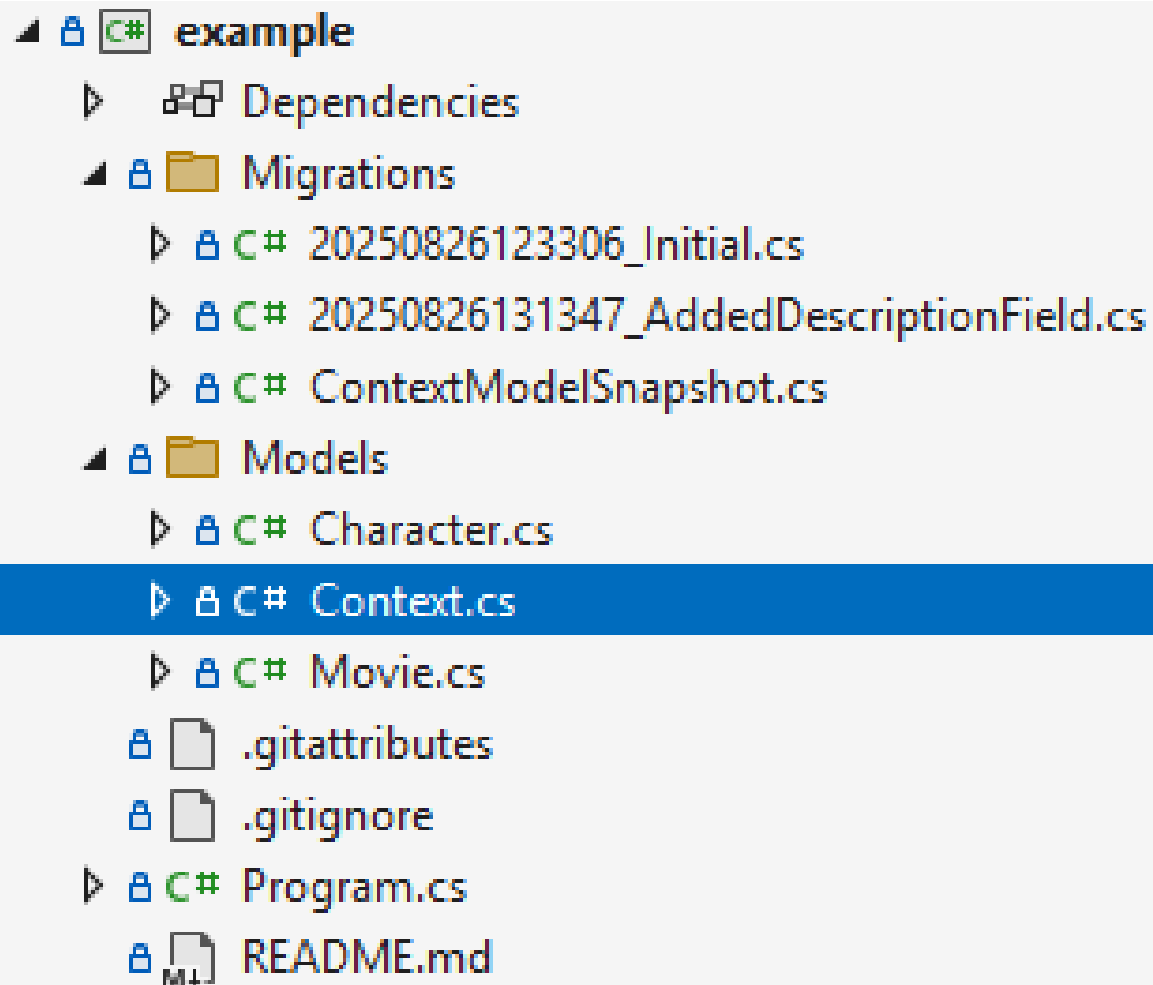 C# example
Dependencies
Migrations
C# 20250826123306_Initial.cs
C# 20250826131347_AddedDescriptionField.cs
C# ContextModelSnapshot.cs
Models
C# Character.cs
C# Context.cs
C# Movie.cs
.gitattributes
.gitignore
C# Program.cs
M↓ README.md